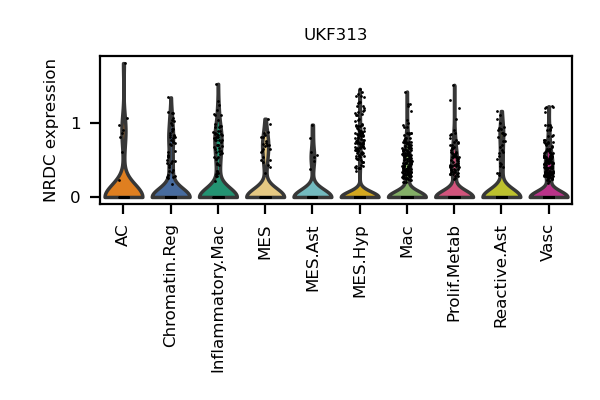 UKF313
NRDC expression
1
0
AC
Chromatin.Reg
Inflammatory.Mac
MES
MES.Ast
MES.Hyp
Mac
Prolif.Metab
Reactive.Ast
Vasc